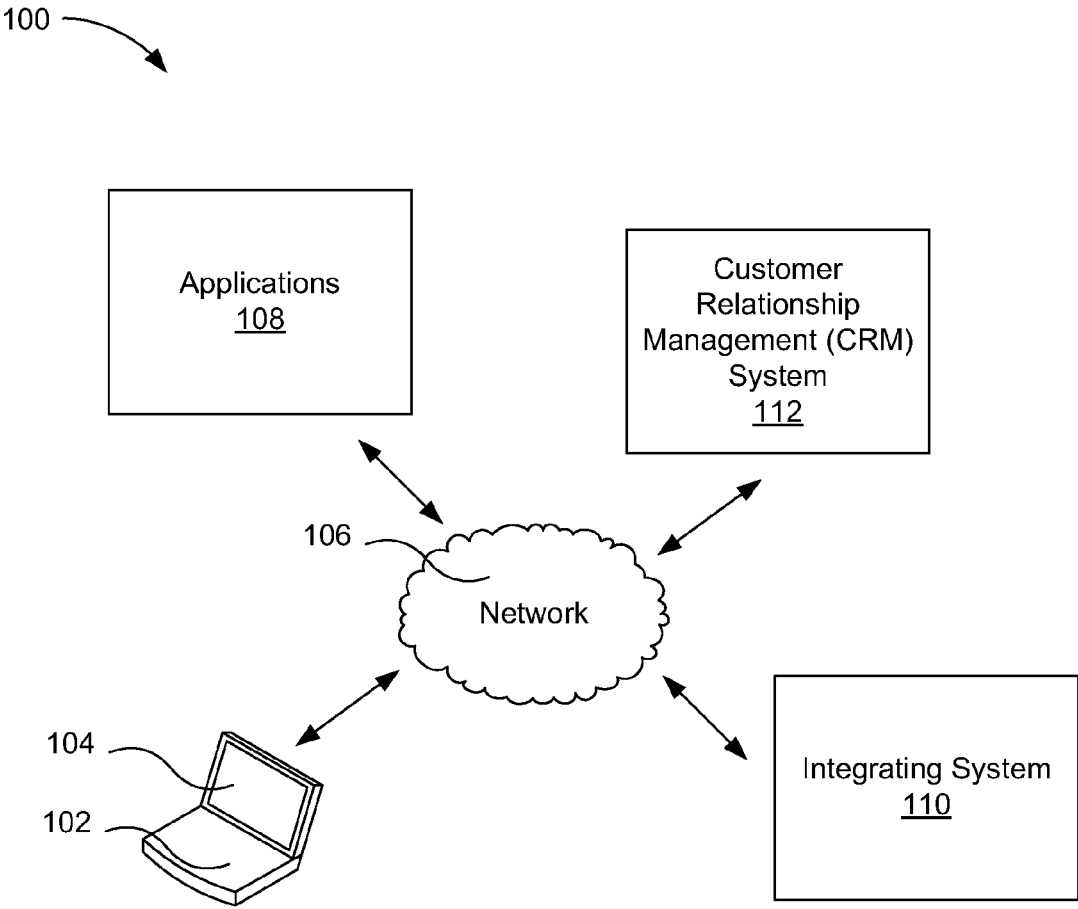 100
Applications
108
Customer
Relationship
Management (CRM)
System
112
106
Network
104
102
Integrating System
110